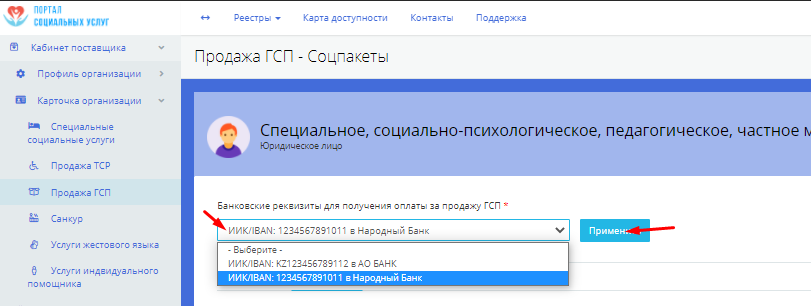 ПОРТАЛ
СОЦИАЛЬНЫХ УСЛУГ
Реестры
Карта доступности
Контакты
Поддержка
Кабинет поставщика
Профиль организации
Карточка организации
Специальные
социальные услуги
Продажа ТСР
Продажа ГСП
Санкур
Услуги жестового языка
Услуги индвидуального
помощника
Продажа ГСП - Соцпакеты
Специальное, социально-психологическое, педагогическое, частное
Юридическое лицо
Банковские реквизиты для получения оплаты за продажу ГСП *
ИИК/IBAN: 1234567891011 в Народный Банк
- Выберите -
ИИК/IBAN: KZ123456789112 в АО БАНК
ИИК/IBAN: 1234567891011 в Народный Банк